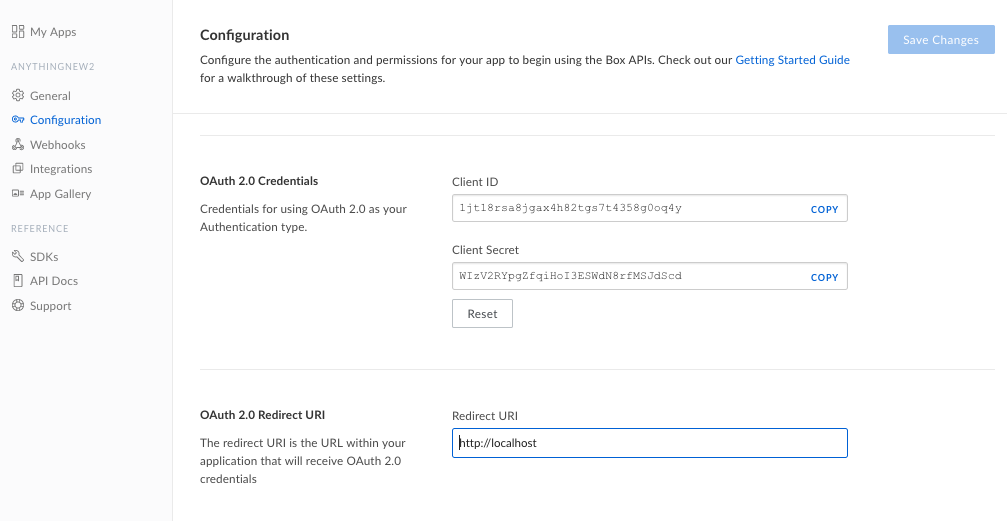 My Apps
ANYTHINGNEW2
General
Configuration
Webhooks
Integrations
App Gallery
REFERENCE
SDKs
API Docs
Support
Configuration
Save Changes
Configure the authentication and permissions for your app to begin using the Box APIs. Check out our Getting Started Guide
for a walkthrough of these settings.
OAuth 2.0 Credentials
Credentials for using OAuth 2.0 as your
Authentication type.
Client ID
1jt18rsa8jgax4h82tgs7t4358g0oq4y
COPY
Client Secret
WIzV2RYpgZfqiHoI3ESWdN8rfMSJdScd
COPY
Reset
OAuth 2.0 Redirect URI
The redirect URI is the URL within your
application that will receive OAuth 2.0
credentials
Redirect URI
http://localhost